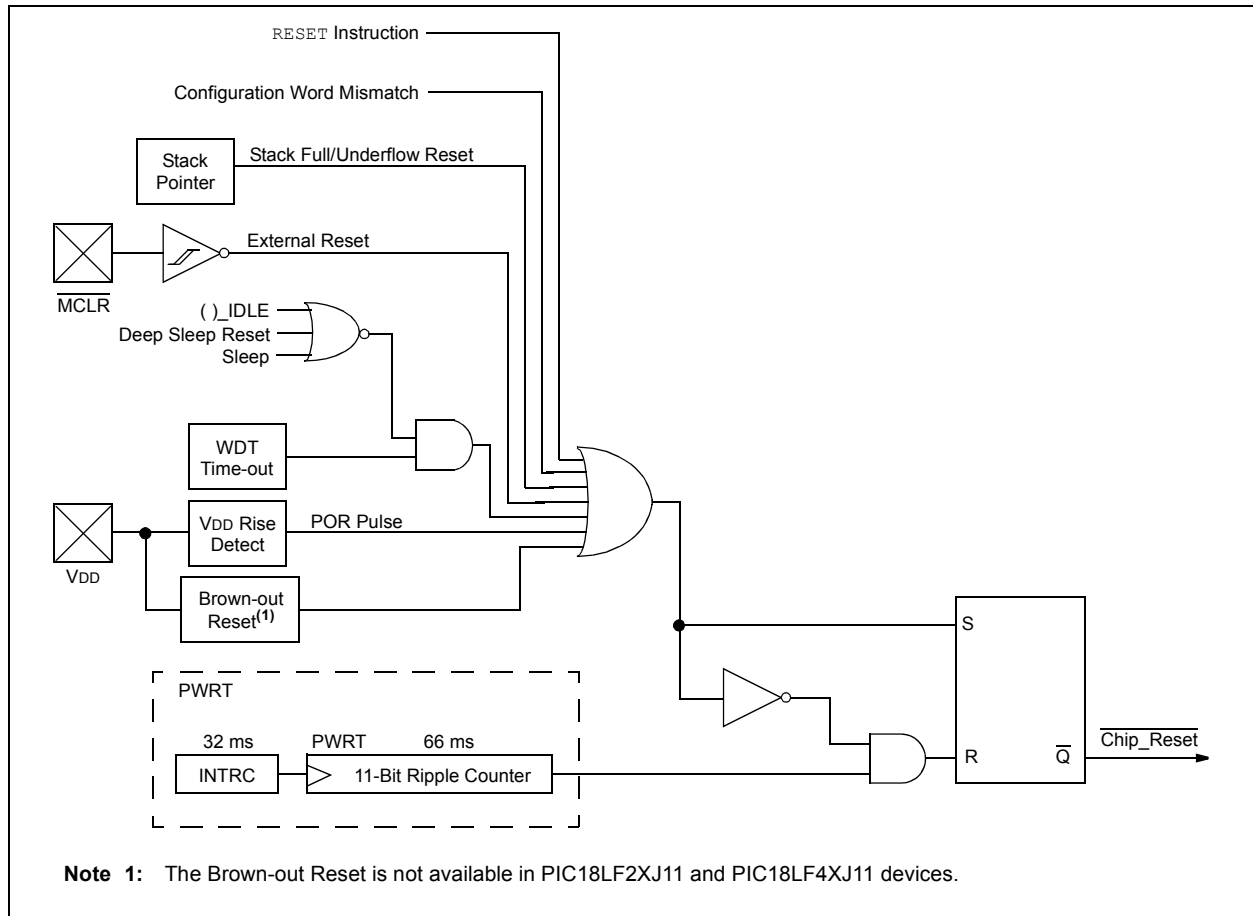 RESET Instruction
Configuration Word Mismatch
Stack
Pointer
Stack Full/Underflow Reset
External Reset
MCLR
( )_IDLE
Deep Sleep Reset
Sleep
WDT
Time-out
VDD Rise
Detect
POR Pulse
VDD
Brown-out
Reset(1)
S
PWRT
32 ms
PWRT
66 ms
INTRC
11-Bit Ripple Counter
R
Q
Chip_Reset
Note 1: The Brown-out Reset is not available in PIC18LF2XJ11 and PIC18LF4XJ11 devices.